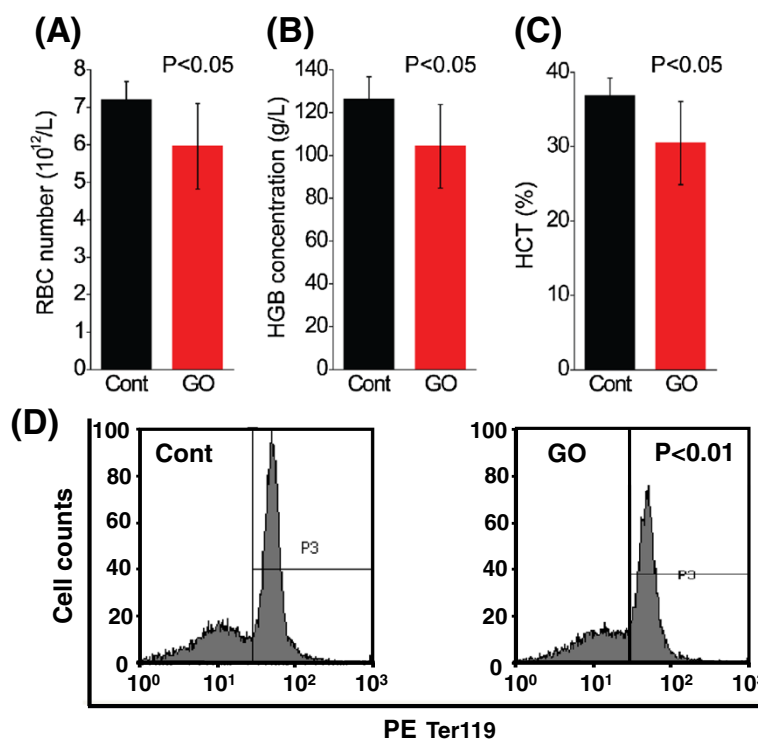 (A)
P<0.05
RBC number (10¹²/L)
8
7
6
5
4
3
2
1
0
Cont GO
(B)
P<0.05
HGB concentration (g/L)
140
120
100
80
60
40
20
0
Cont GO
(C)
P<0.05
HCT (%)
40
30
20
10
0
Cont GO
(D)
Cell counts
100
80
60
40
20
0
Cont
P3
10⁰ 10¹ 10² 10³
100
80
60
40
20
0
GO P<0.01
P3
10⁰ 10¹ 10² 10³
PE Ter119